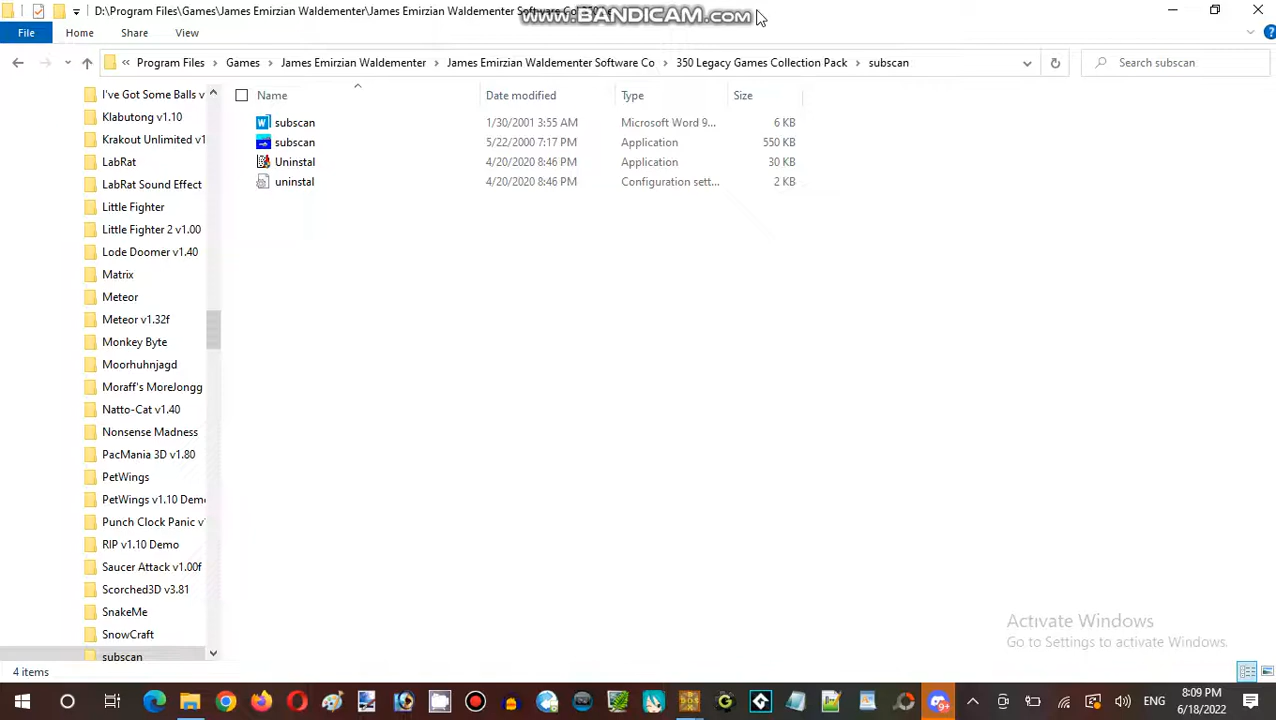 D:\Program Files\Games\James Emirzian Waldementer\James Emirzian Waldementer Software Co
WWW.BANDICAM.COM
File Home Share View
« Program Files > Games > James Emirzian Waldementer > James Emirzian Waldementer Software Co > 350 Legacy Games Collection Pack > subscan
Search subscan
Name Date modified Type Size
subscan 1/30/2001 3:55 AM Microsoft Word 9... 6 KB
subscan 5/22/2000 7:17 PM Application 550 KB
Uninstal 4/20/2020 8:46 PM Application 30 KB
uninstal 4/20/2020 8:46 PM Configuration sett... 2 KB
I've Got Some Balls v
Klabutong v1.10
Krakout Unlimited v1
LabRat
LabRat Sound Effect
Little Fighter
Little Fighter 2 v1.00
Lode Doomer v1.40
Matrix
Meteor
Meteor v1.32f
Monkey Byte
Moorhuhnjagd
Moraff's MoreJongg
Natto-Cat v1.40
Nonsense Madness
PacMania 3D v1.80
PetWings
PetWings v1.10 Demo
Punch Clock Panic v
RIP v1.10 Demo
Saucer Attack v1.00f
Scorched3D v3.81
SnakeMe
SnowCraft
subscan
Activate Windows
Go to Settings to activate Windows.
4 items
9+
ENG
8:09 PM
6/18/2022